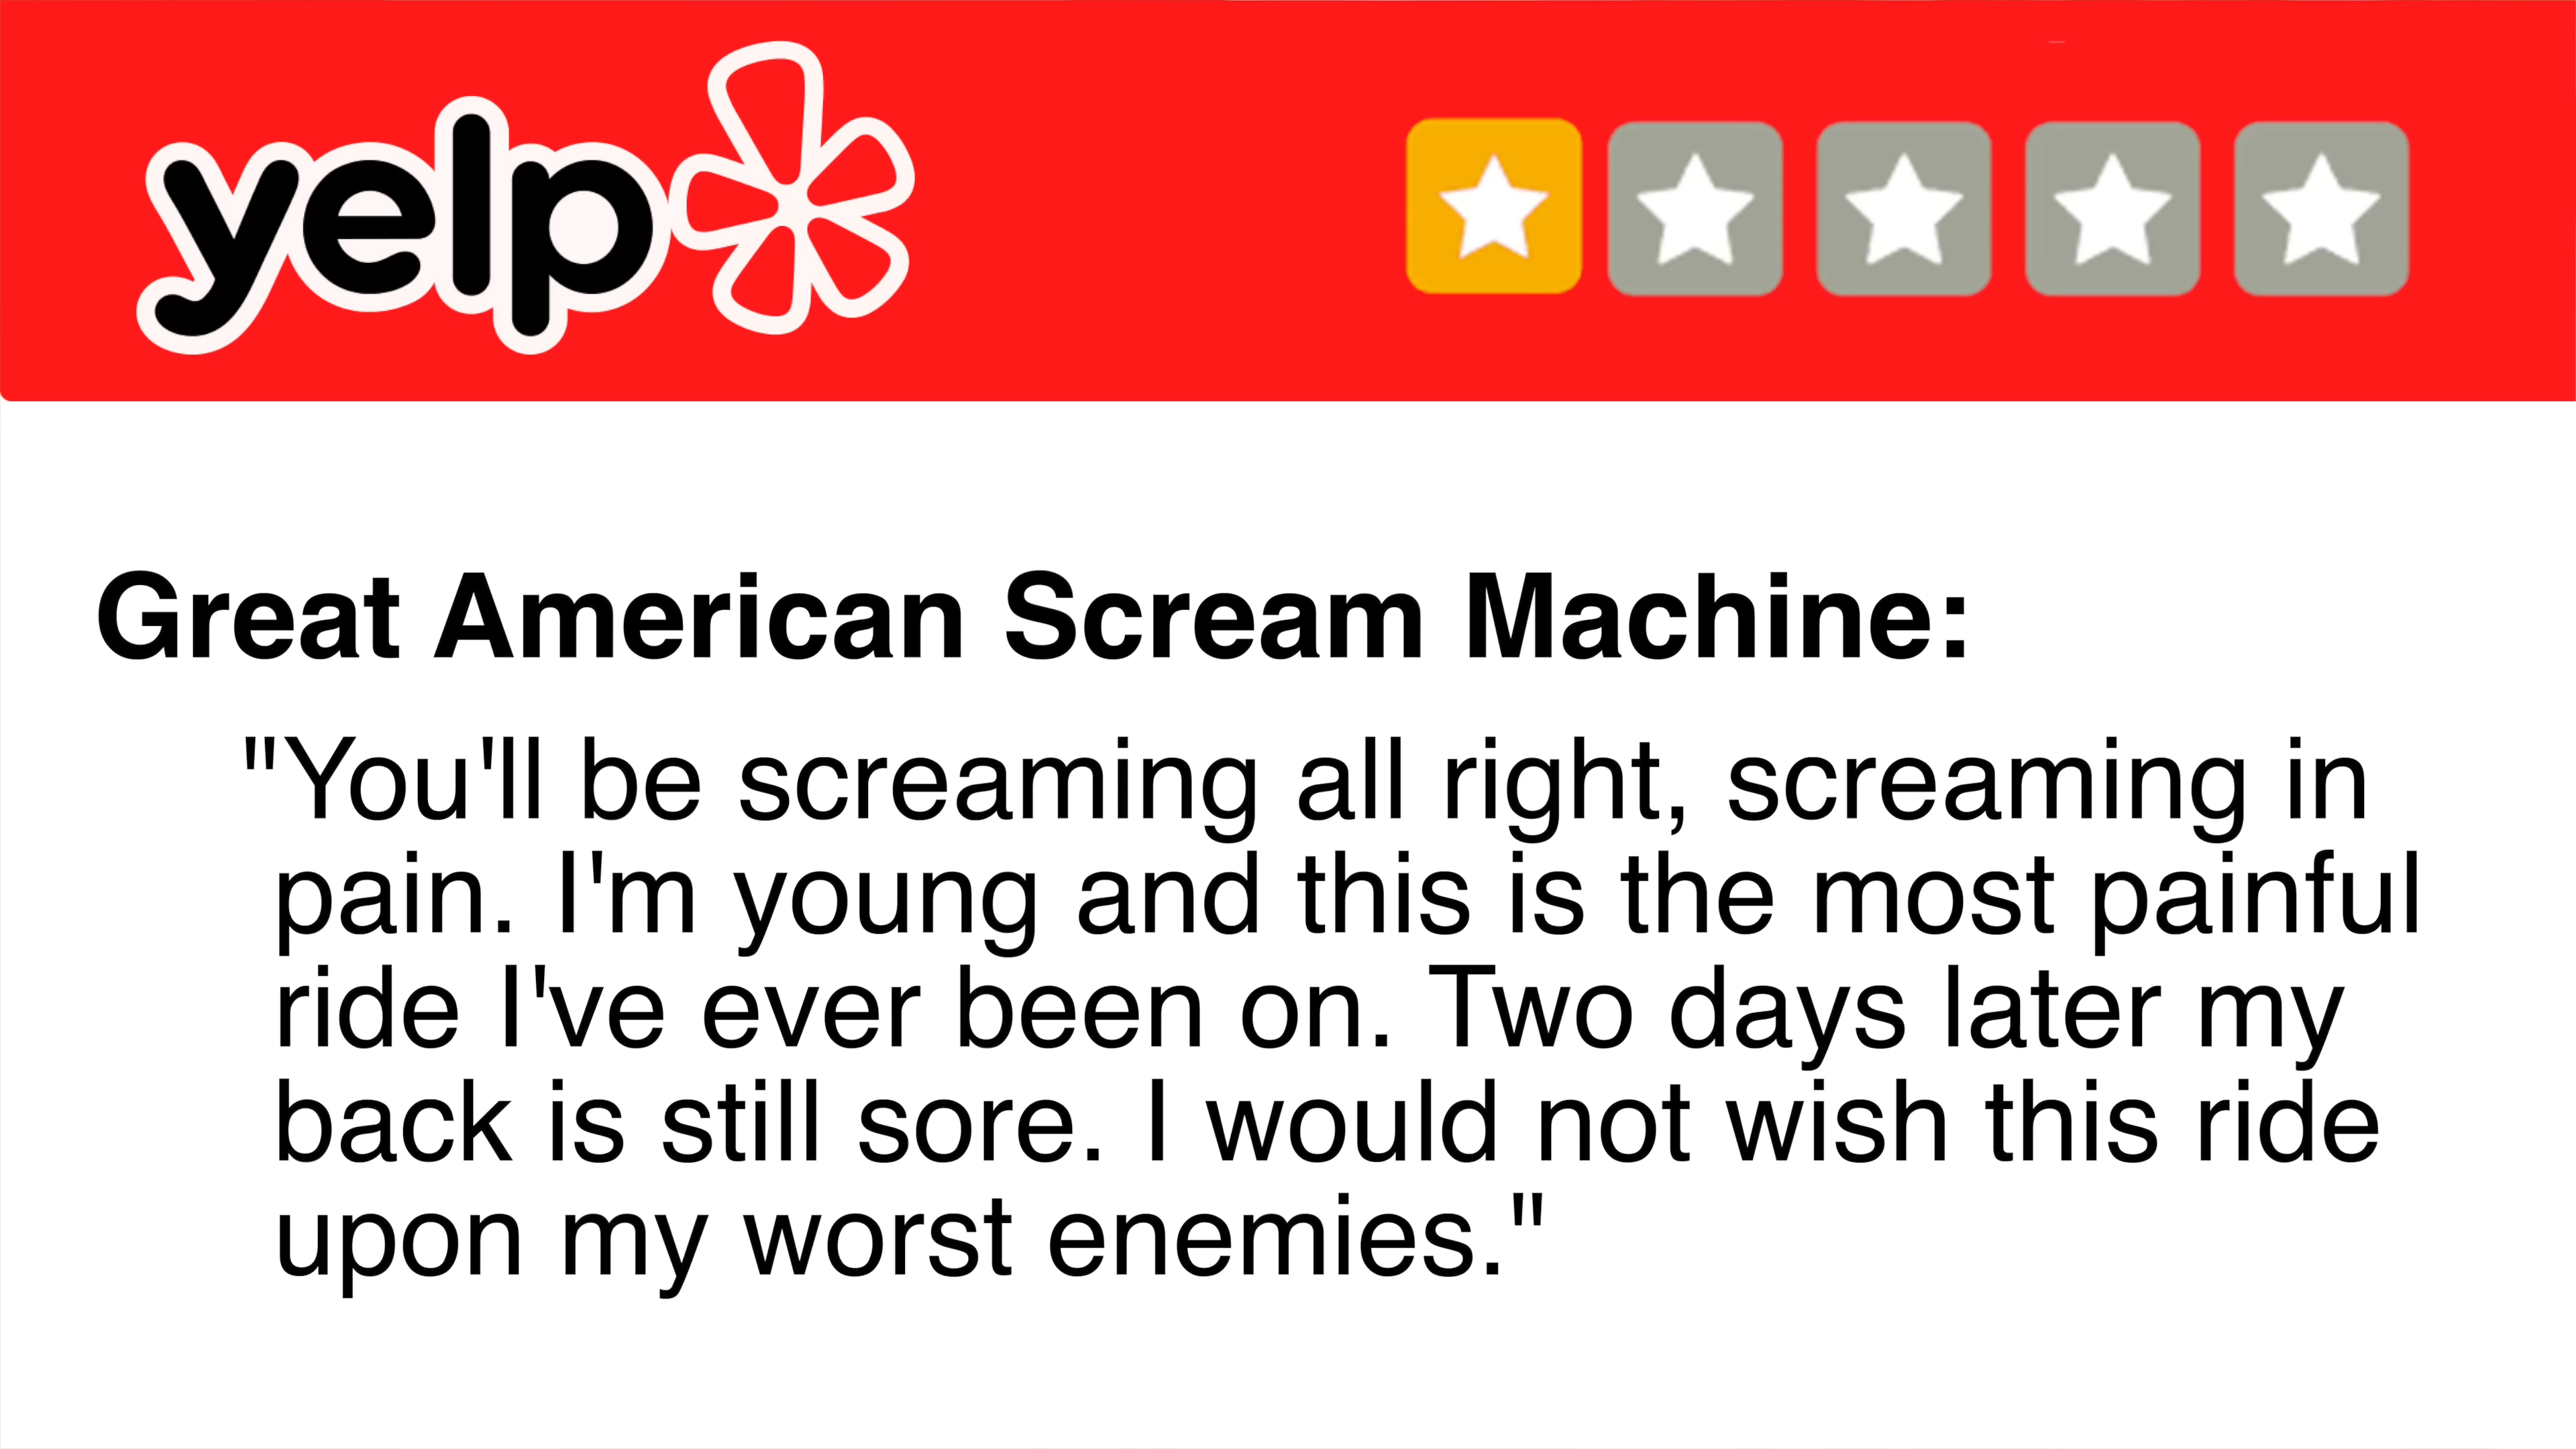 yelp
Great American Scream Machine:
"You'll be screaming all right, screaming in
pain. I'm young and this is the most painful
ride I've ever been on. Two days later my
back is still sore. I would not wish this ride
upon my worst enemies."